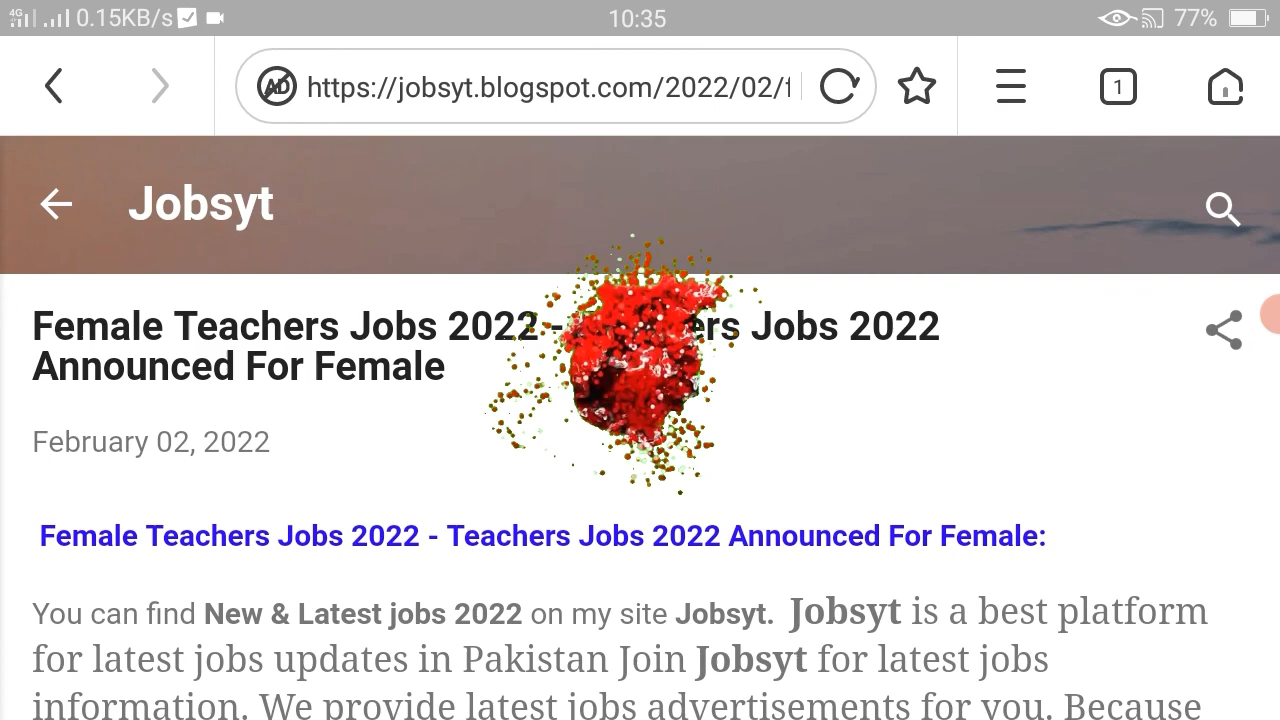 4G 0.15KB/s 10:35 77%
AD https://jobsyt.blogspot.com/2022/02/ 1
Jobsyt
Female Teachers Jobs 2022 - ers Jobs 2022
Announced For Female
February 02, 2022
Female Teachers Jobs 2022 - Teachers Jobs 2022 Announced For Female:
You can find New & Latest jobs 2022 on my site Jobsyt. Jobsyt is a best platform
for latest jobs updates in Pakistan Join Jobsyt for latest jobs
information. We provide latest jobs advertisements for you. Because